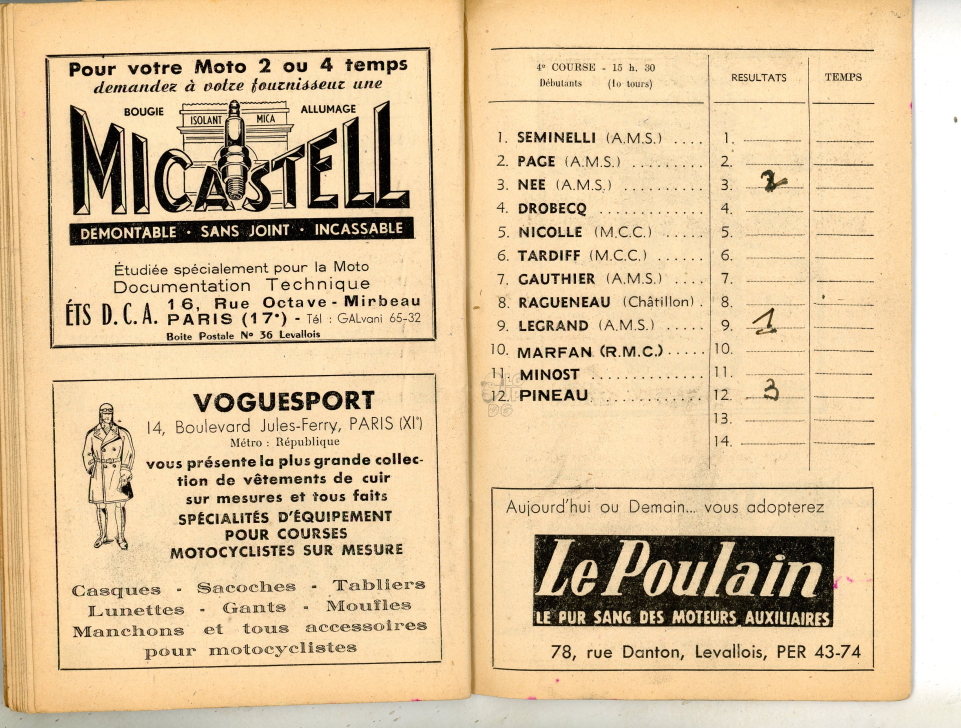 Pour votre Moto 2 ou 4 temps
demandez à votre fournisseur une
BOUGIE ALLUMAGE
ISOLANT MICA
MICASTELL
DEMONTABLE · SANS JOINT · INCASSABLE
Étudiée spécialement pour la Moto
Documentation Technique
ÉTS D.C.A. 16, Rue Octave-Mirbeau
PARIS (17e) - Tél : GALvani 65-32
Boite Postale No 36 Levallois
VOGUESPORT
14, Boulevard Jules-Ferry, PARIS (XIe)
Métro : République
vous présente la plus grande collec-
tion de vêtements de cuir
sur mesures et tous faits
SPÉCIALITÉS D'ÉQUIPEMENT
POUR COURSES
MOTOCYCLISTES SUR MESURE
Casques - Sacoches - Tabliers
Lunettes - Gants - Moufles
Manchons et tous accessoires
pour motocyclistes
4e COURSE - 15 h. 30
Débutants (10 tours)
RESULTATS
TEMPS
1. SEMINELLI (A.M.S.) .... 1.
2. PAGE (A.M.S.) ......... 2.
3. NEE (A.M.S.) .......... 3. 2
4. DROBECQ ............. 4.
5. NICOLLE (M.C.C.) ..... 5.
6. TARDIFF (M.C.C.) ...... 6.
7. GAUTHIER (A.M.S.) .... 7.
8. RAGUENEAU (Châtillon) . 8.
9. LEGRAND (A.M.S.) ..... 9. 1
10. MARFAN (R.M.C.) ..... 10.
11. MINOST .............. 11.
12. PINEAU .............. 12. 3
13.
14.
Aujourd'hui ou Demain... vous adopterez
Le Poulain
LE PUR SANG DES MOTEURS AUXILIAIRES
78, rue Danton, Levallois, PER 43-74